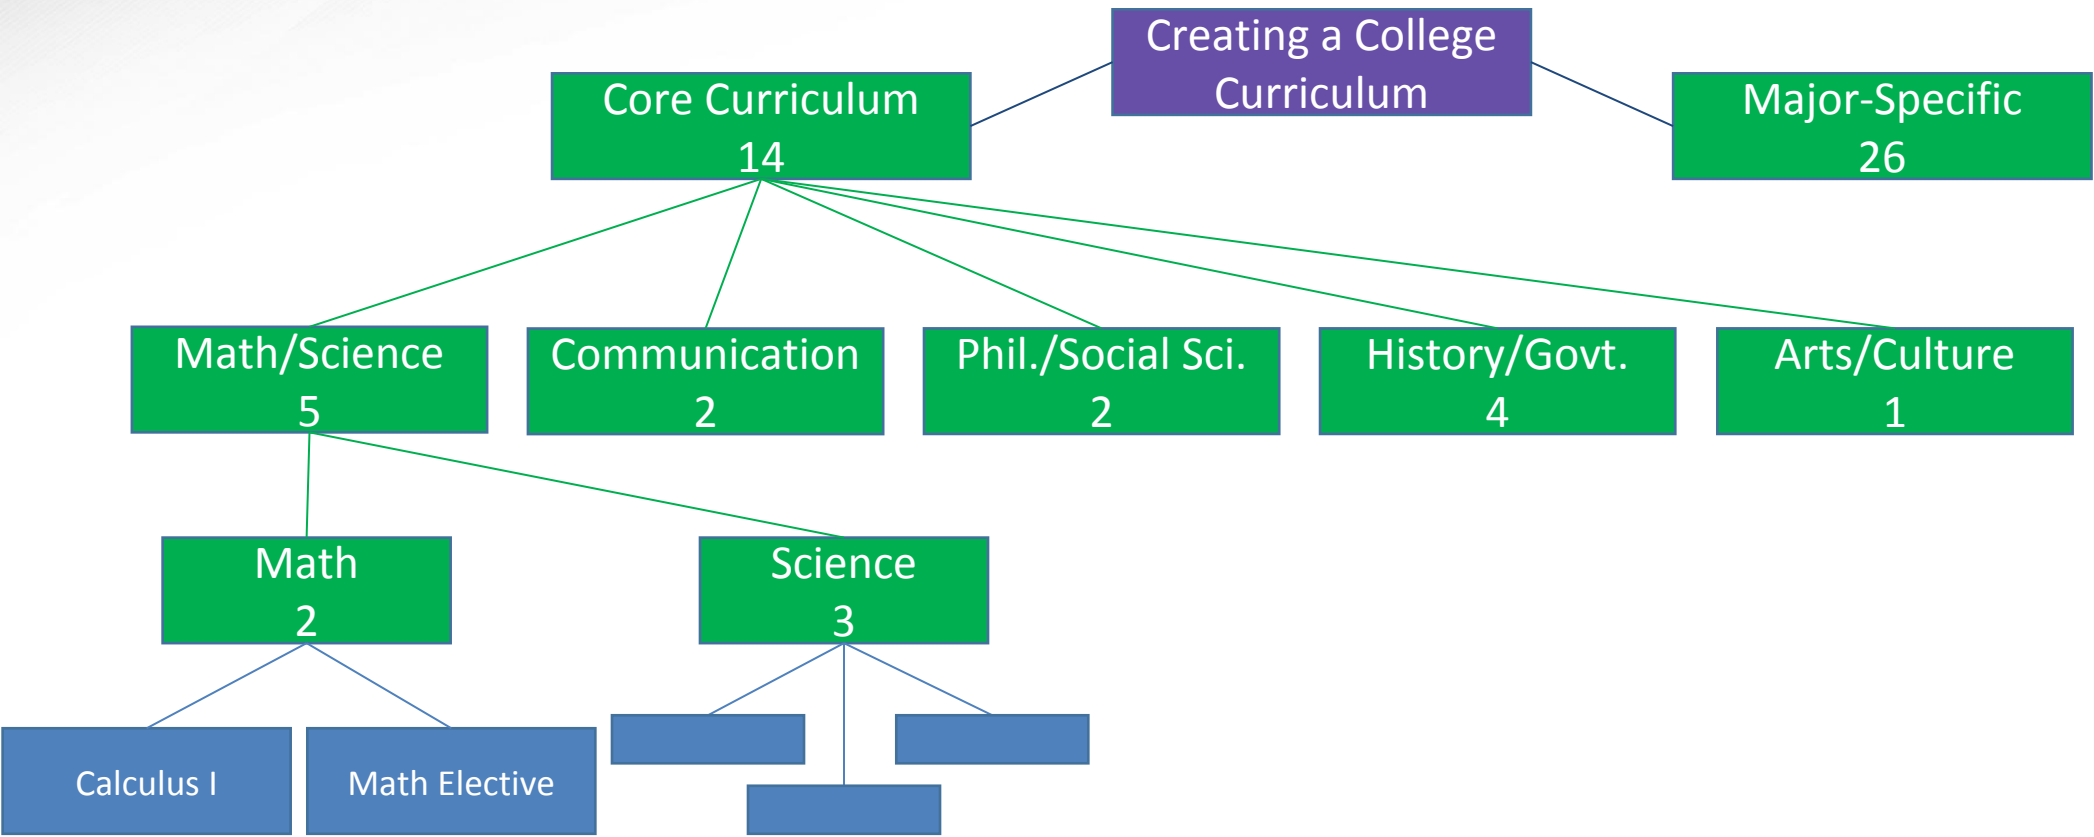 Creating a College
Curriculum
Core Curriculum
14
Major-Specific
26
Math/Science
5
Communication
2
Phil./Social Sci.
2
History/Govt.
4
Arts/Culture
1
Math
2
Science
3
Calculus I
Math Elective